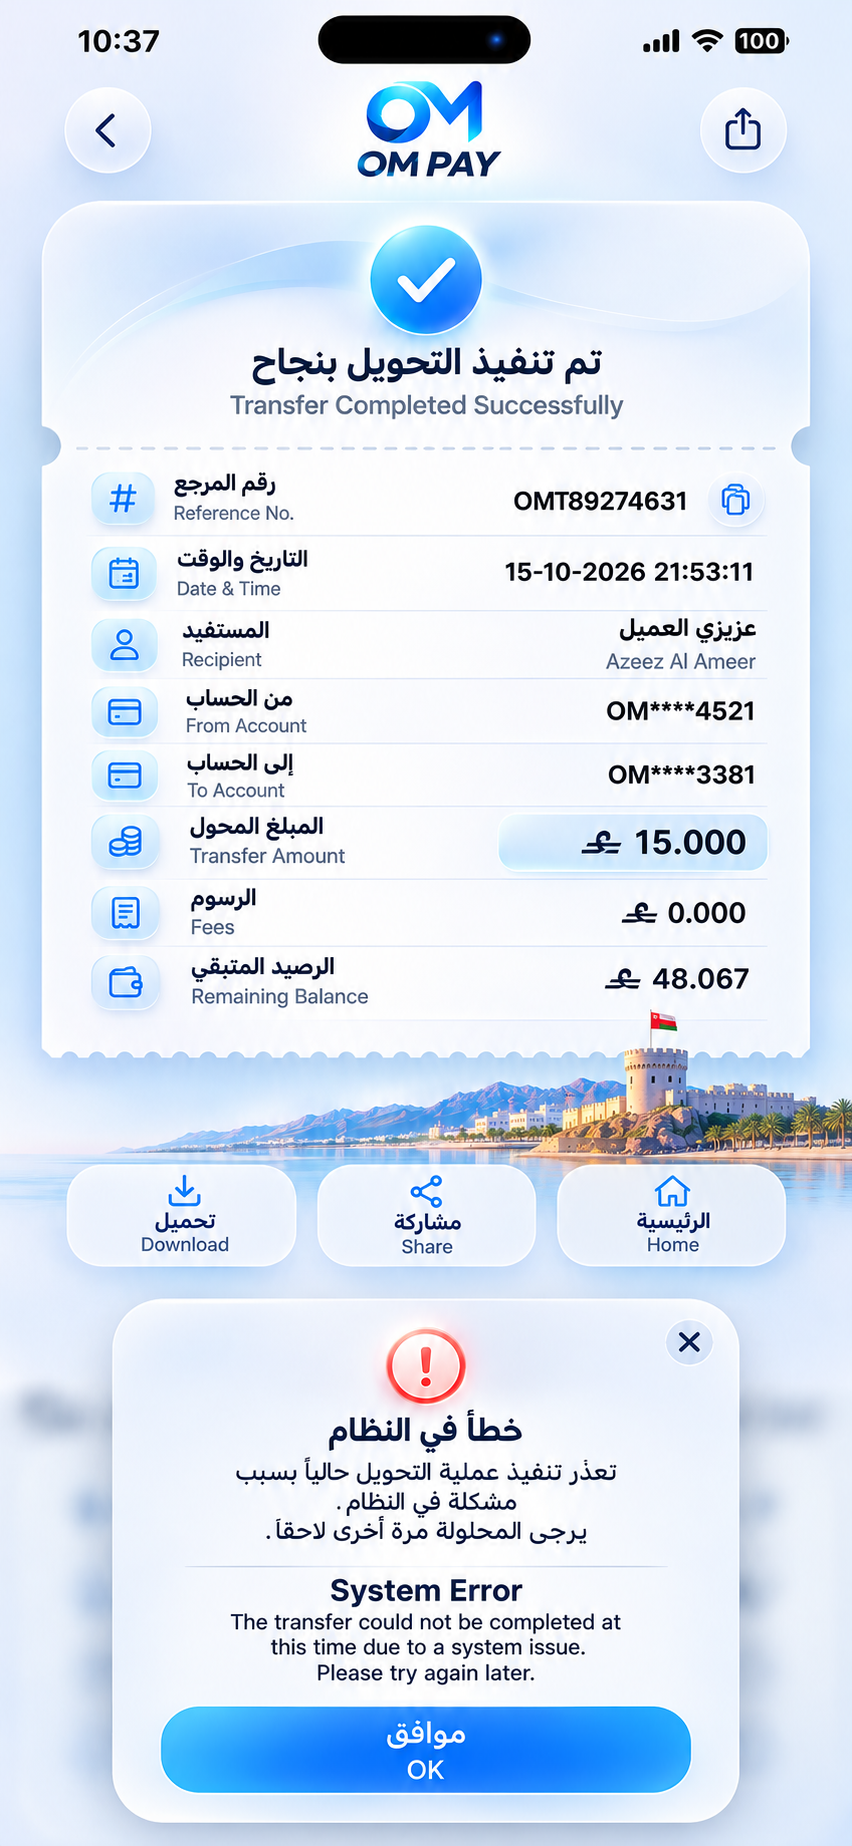 10:37
100
OM
OM PAY
تم تنفيذ التحويل بنجاح
Transfer Completed Successfully
رقم المرجع
Reference No.
OMT89274631
التاريخ والوقت
Date & Time
15-10-2026 21:53:11
المستفيد
Recipient
عزيزي العميل
Azeez Al Ameer
من الحساب
From Account
OM****4521
إلى الحساب
To Account
OM****3381
المبلغ المحول
Transfer Amount
15.000
الرسوم
Fees
0.000
الرصيد المتبقي
Remaining Balance
48.067
تحميل
Download
مشاركة
Share
الرئيسية
Home
خطأ في النظام
تعذّر تنفيذ عملية التحويل حالياً بسبب
مشكلة في النظام.
يرجى المحلولة مرة أخرى لاحقاً.
System Error
The transfer could not be completed at
this time due to a system issue.
Please try again later.
موافق
OK